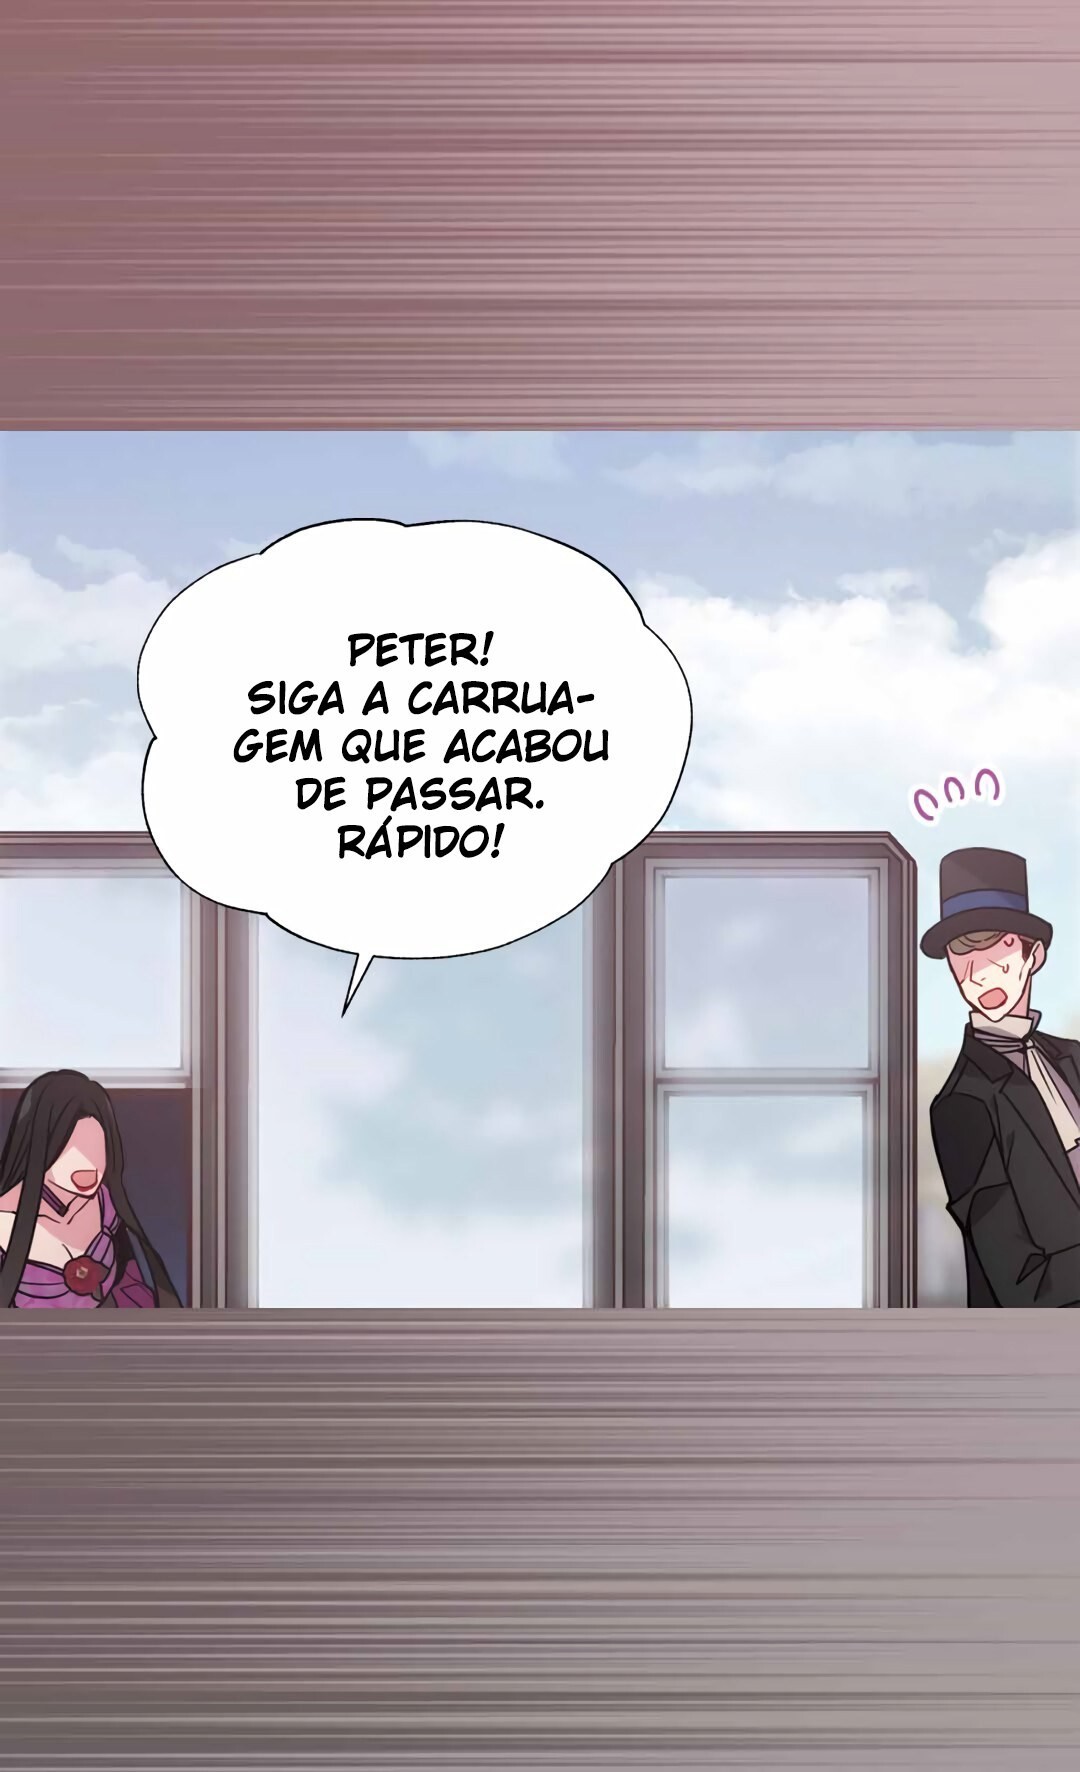 PETER!
SIGA A CARRUA-
GEM QUE ACABOU
DE PASSAR.
RÁPIDO!